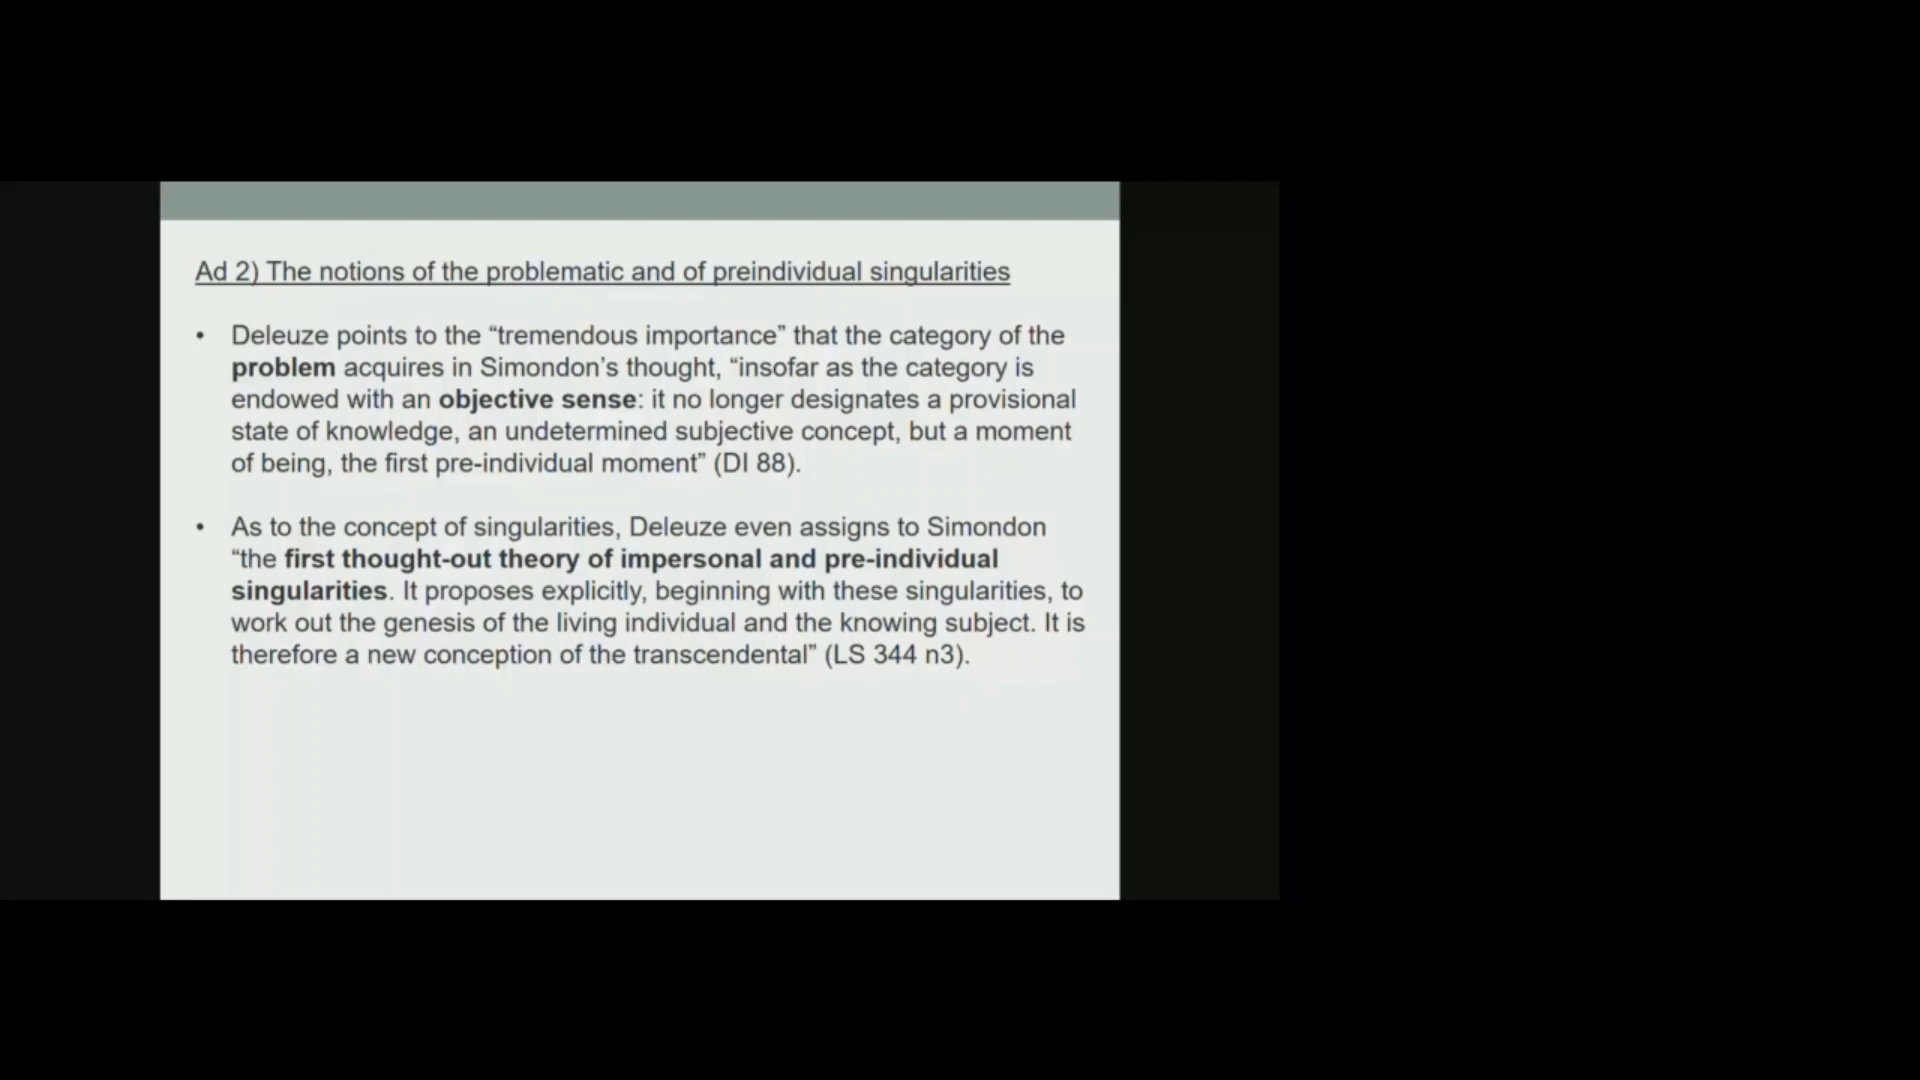 Ad 2) The notions of the problematic and of preindividual singularities
• Deleuze points to the “tremendous importance” that the category of the
problem acquires in Simondon’s thought, “insofar as the category is
endowed with an objective sense: it no longer designates a provisional
state of knowledge, an undetermined subjective concept, but a moment
of being, the first pre-individual moment” (DI 88).
• As to the concept of singularities, Deleuze even assigns to Simondon
“the first thought-out theory of impersonal and pre-individual
singularities. It proposes explicitly, beginning with these singularities, to
work out the genesis of the living individual and the knowing subject. It is
therefore a new conception of the transcendental” (LS 344 n3).